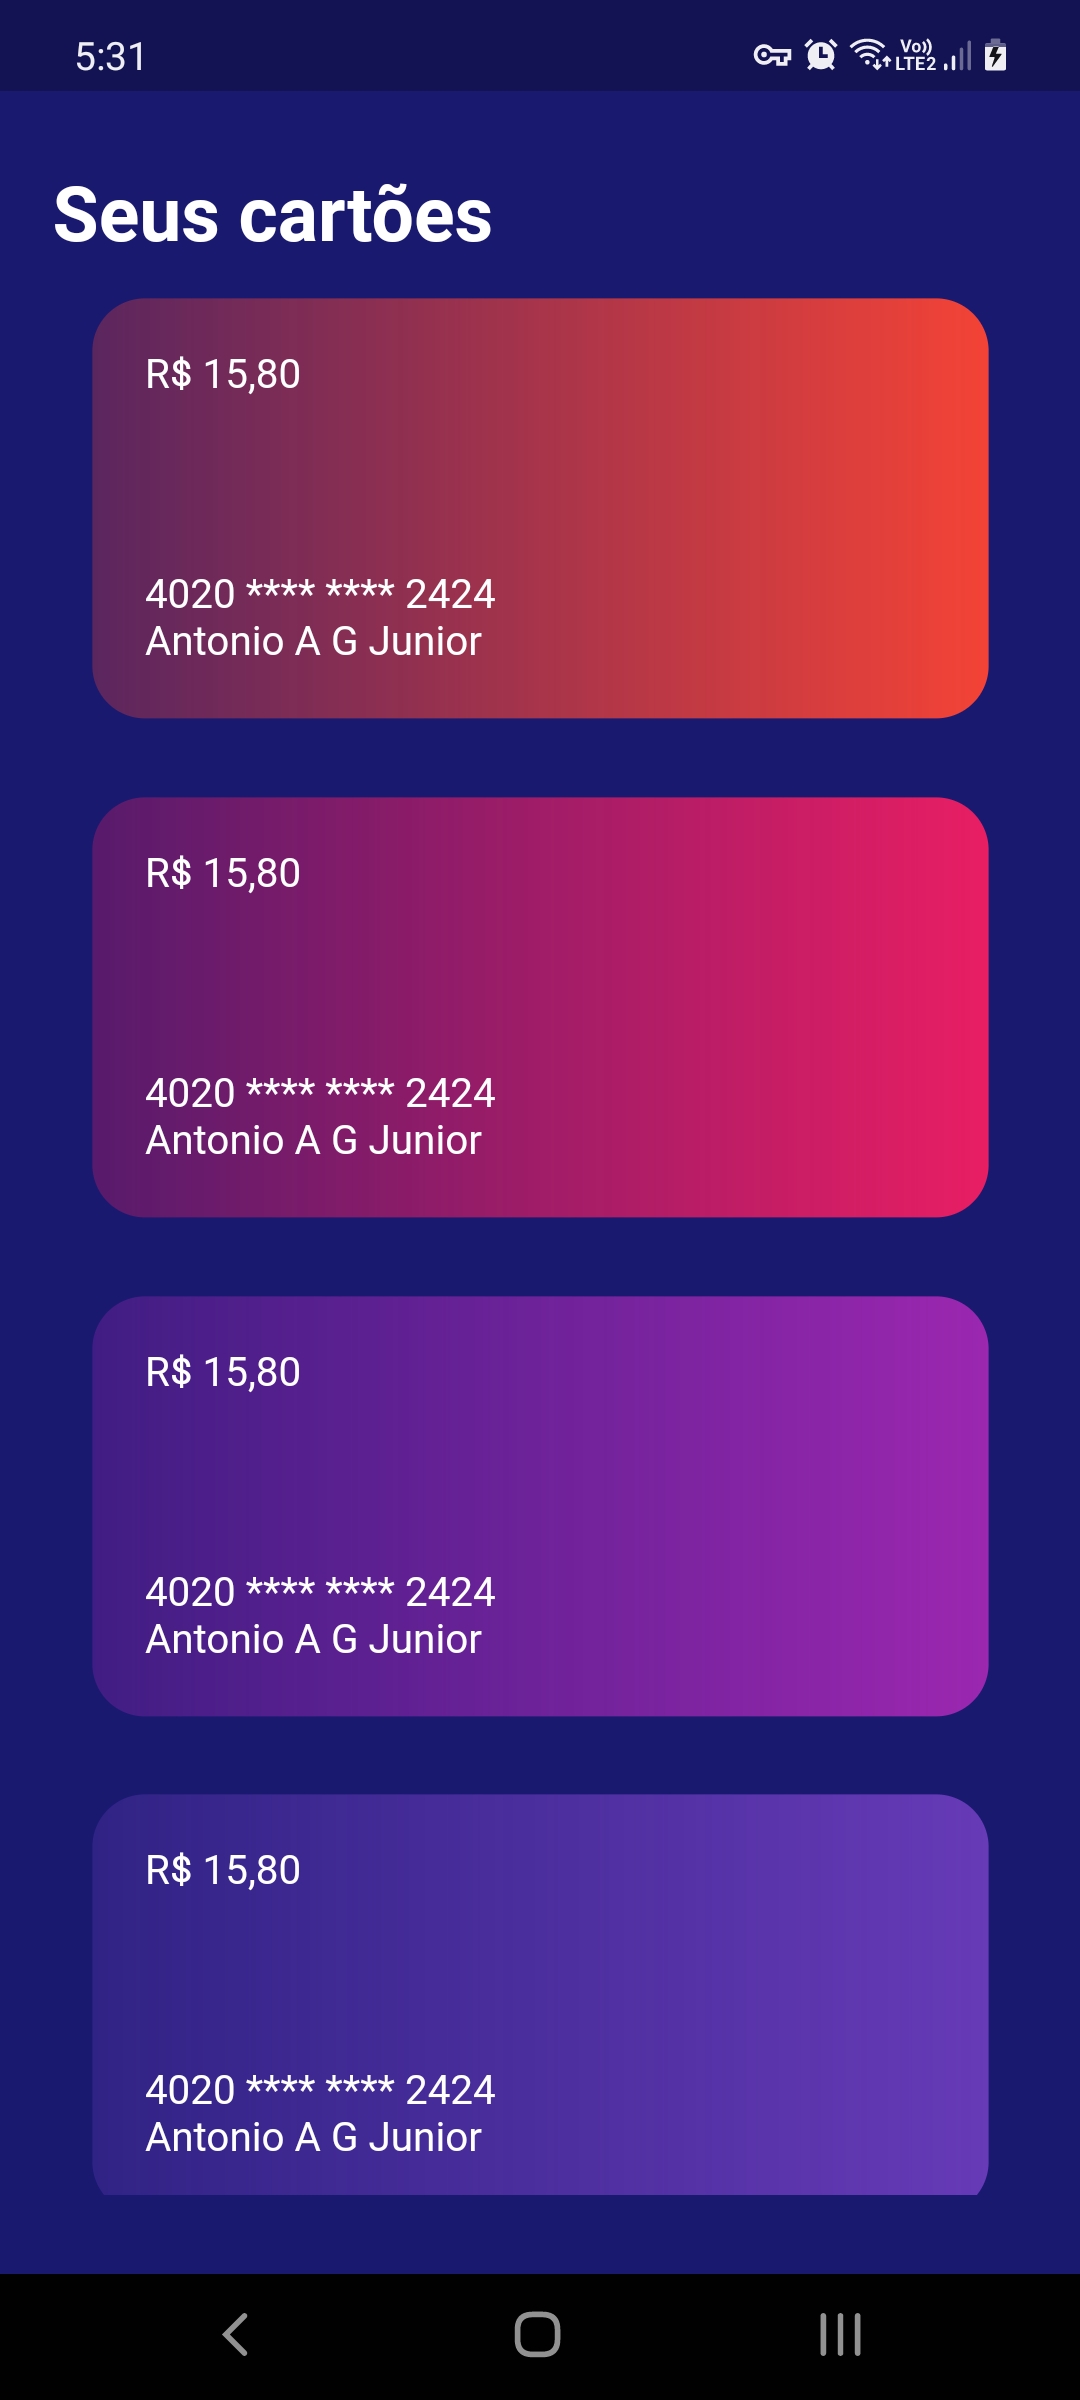 5:31
Vo)) LTE2
Seus cartões
R$ 15,80
4020 **** **** 2424
Antonio A G Junior
R$ 15,80
4020 **** **** 2424
Antonio A G Junior
R$ 15,80
4020 **** **** 2424
Antonio A G Junior
R$ 15,80
4020 **** **** 2424
Antonio A G Junior